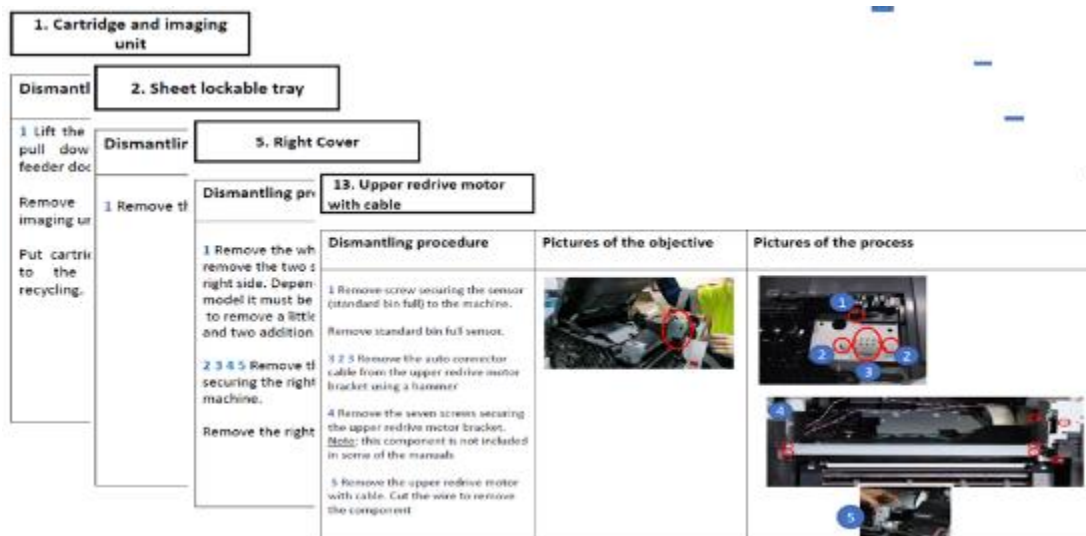 1. Cartridge and imaging
unit
Dismantl
1 Lift the
pull dow
feeder doc
Remove
imaging un
Put cartri
to the
recycling.
2. Sheet lockable tray
Dismantlin
1 Remove th
5. Right Cover
Dismantling pr
1 Remove the wh
remove the two s
right side. Depen
model it must be
to remove a little
and two addition
2 3 4 5 Remove t
securing the right
machine.
Remove the right
13. Upper redrive motor
with cable
Dismantling procedure
Pictures of the objective
Pictures of the process
1 Remove screw securing the sensor
(standard bin full) to the machine.
Remove standard bin full sensor.
3 2 3 Remove the auto connector
cable from the upper redrive motor
bracket using a hammer
4 Remove the seven screws securing
the upper redrive motor bracket.
Note: this component is not included
in some of the manuals
5 Remove the upper redrive motor
with cable. Cut the wire to remove
the component
1
2
2
3
4
5